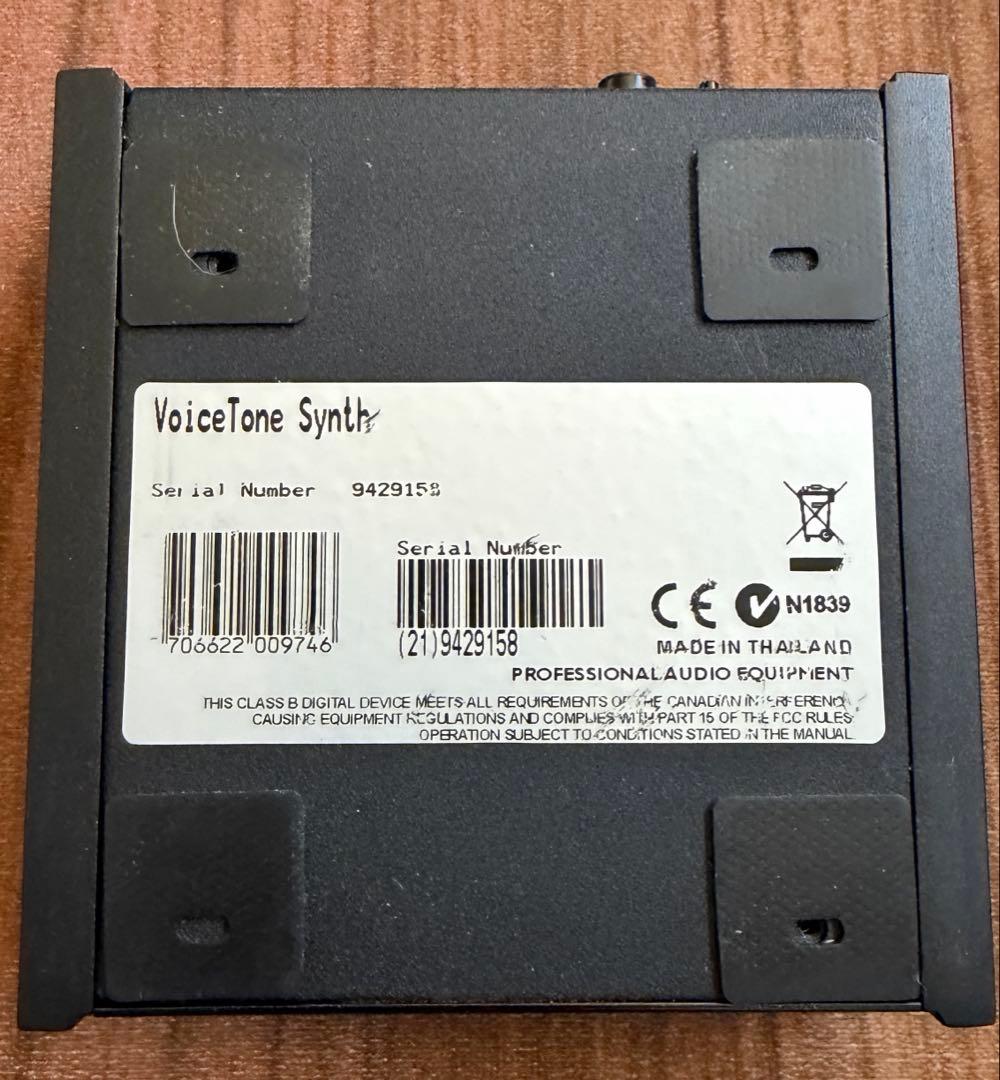 VoiceTone Synth
Serial Number 9429158
Serial Number
706622 009746
(21)9429158
CE N1839
MADE IN THAILAND
PROFESSIONAL AUDIO EQUIPMENT
THIS CLASS B DIGITAL DEVICE MEETS ALL REQUIREMENTS OF THE CANADIAN INTERFERENCE
CAUSING EQUIPMENT REGULATIONS AND COMPLIES WITH PART 15 OF THE FCC RULES
OPERATION SUBJECT TO CONDITIONS STATED IN THE MANUAL